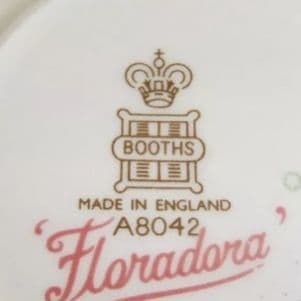 BOOTHS
MADE IN ENGLAND
A8042
'Floradora'